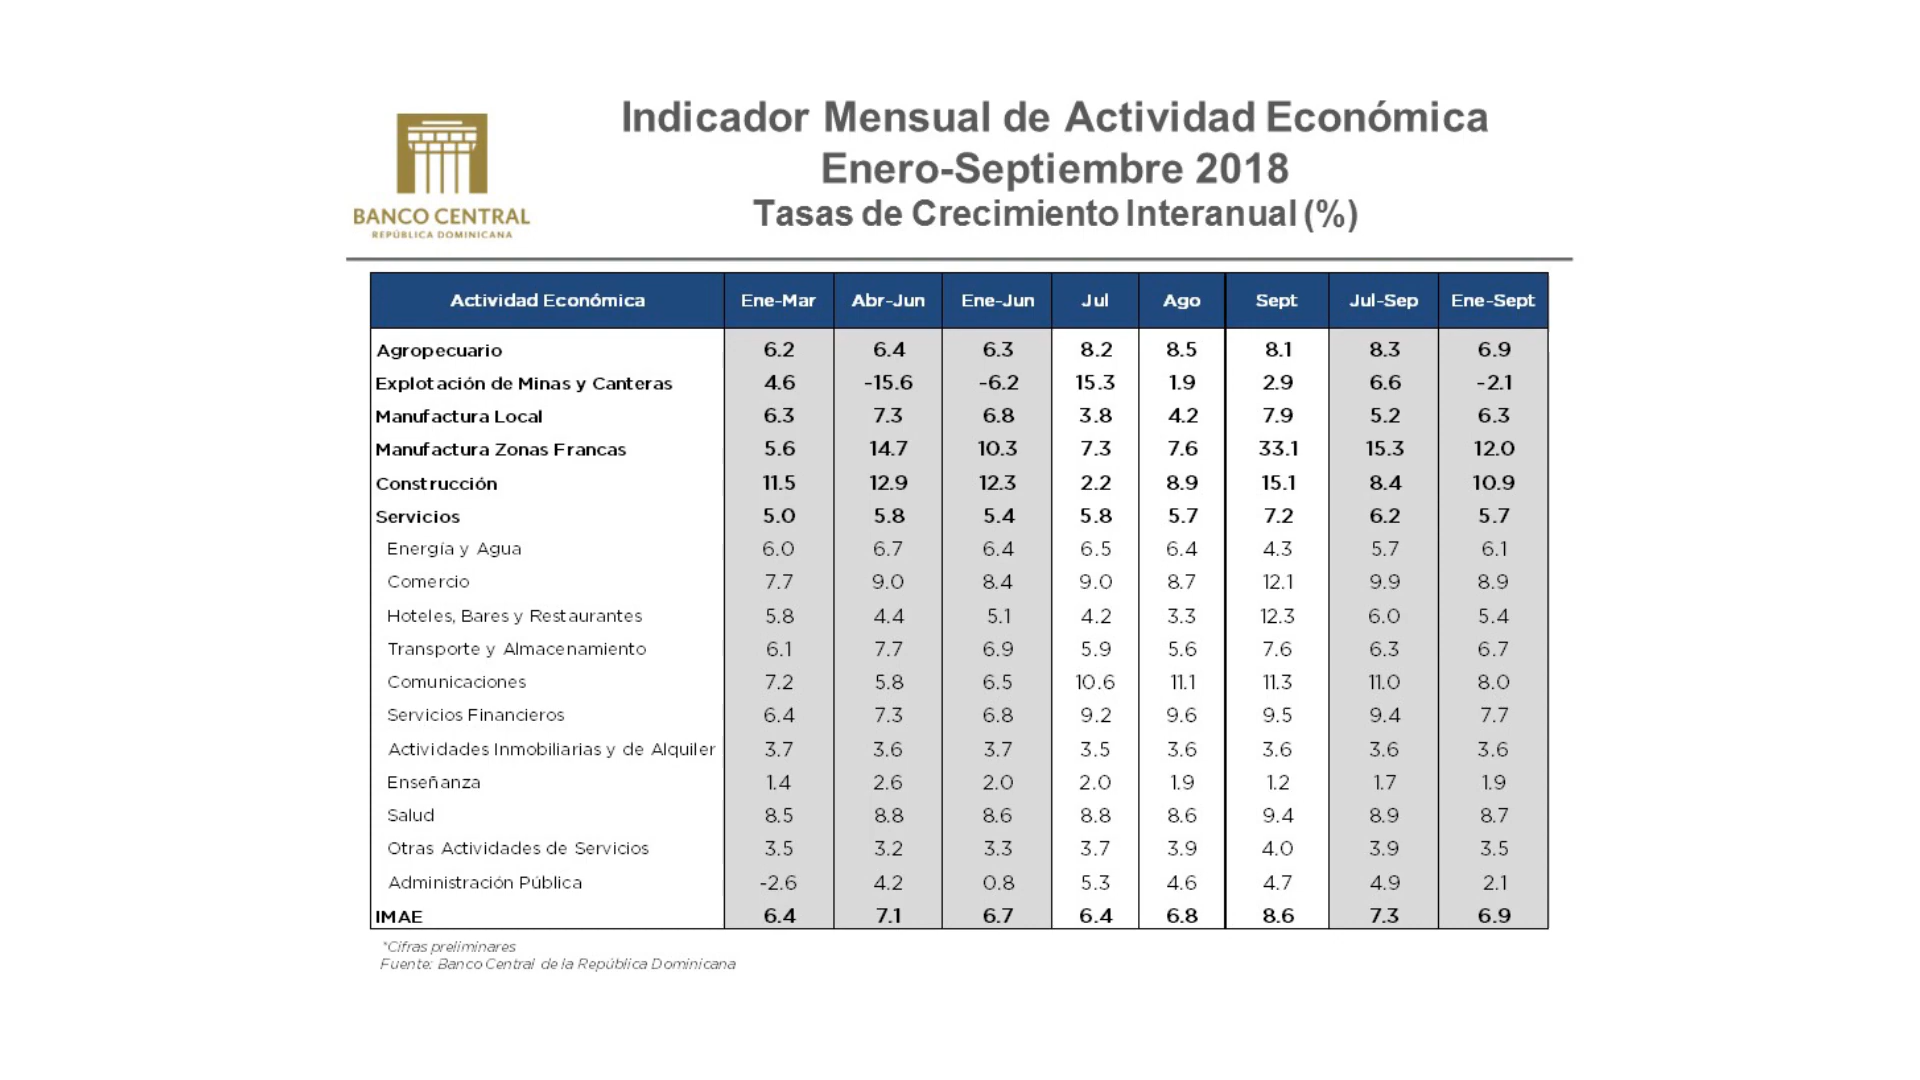 Indicador Mensual de Actividad Económica
Enero-Septiembre 2018
Tasas de Crecimiento Interanual (%)
BANCO CENTRAL
REPÚBLICA DOMINICANA
Actividad Económica Ene-Mar Abr-Jun Ene-Jun Jul Ago Sept Jul-Sep Ene-Sept
Agropecuario 6.2 6.4 6.3 8.2 8.5 8.1 8.3 6.9
Explotación de Minas y Canteras 4.6 -15.6 -6.2 15.3 1.9 2.9 6.6 -2.1
Manufactura Local 6.3 7.3 6.8 3.8 4.2 7.9 5.2 6.3
Manufactura Zonas Francas 5.6 14.7 10.3 7.3 7.6 33.1 15.3 12.0
Construcción 11.5 12.9 12.3 2.2 8.9 15.1 8.4 10.9
Servicios 5.0 5.8 5.4 5.8 5.7 7.2 6.2 5.7
Energía y Agua 6.0 6.7 6.4 6.5 6.4 4.3 5.7 6.1
Comercio 7.7 9.0 8.4 9.0 8.7 12.1 9.9 8.9
Hoteles, Bares y Restaurantes 5.8 4.4 5.1 4.2 3.3 12.3 6.0 5.4
Transporte y Almacenamiento 6.1 7.7 6.9 5.9 5.6 7.6 6.3 6.7
Comunicaciones 7.2 5.8 6.5 10.6 11.1 11.3 11.0 8.0
Servicios Financieros 6.4 7.3 6.8 9.2 9.6 9.5 9.4 7.7
Actividades Inmobiliarias y de Alquiler 3.7 3.6 3.7 3.5 3.6 3.6 3.6 3.6
Enseñanza 1.4 2.6 2.0 2.0 1.9 1.2 1.7 1.9
Salud 8.5 8.8 8.6 8.8 8.6 9.4 8.9 8.7
Otras Actividades de Servicios 3.5 3.2 3.3 3.7 3.9 4.0 3.9 3.5
Administración Pública -2.6 4.2 0.8 5.3 4.6 4.7 4.9 2.1
IMAE 6.4 7.1 6.7 6.4 6.8 8.6 7.3 6.9
*Cifras preliminares
Fuente: Banco Central de la República Dominicana